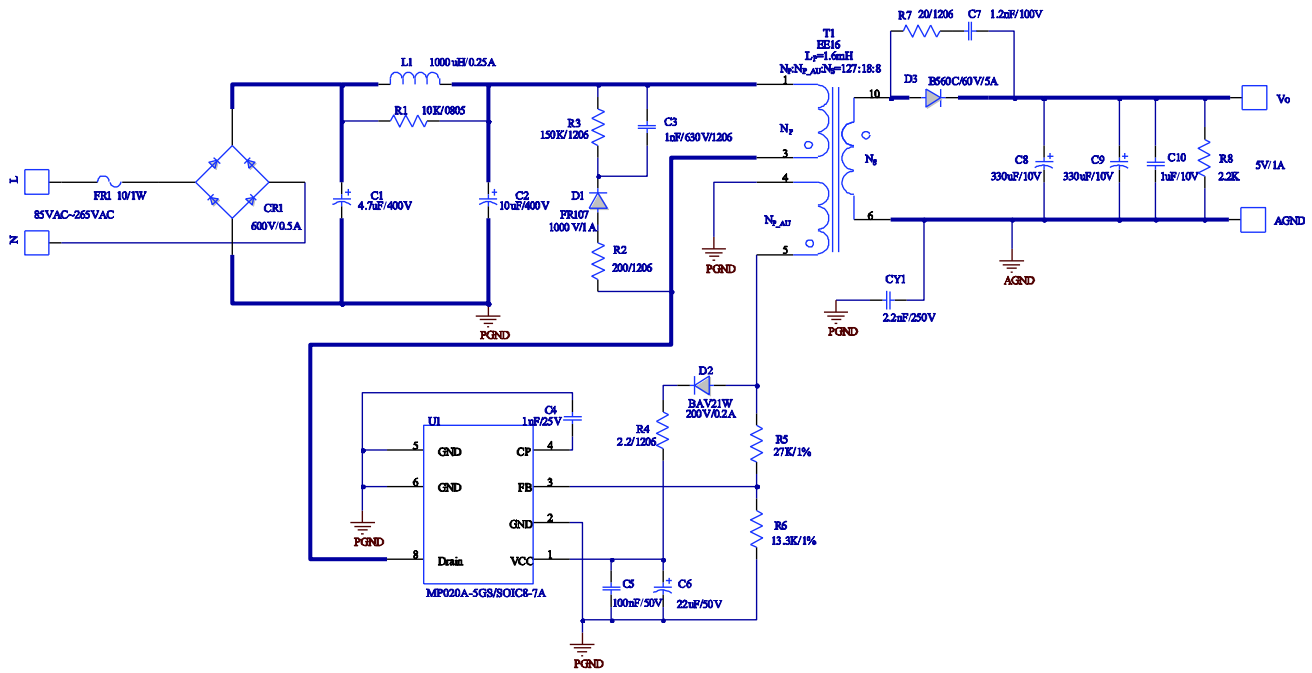 R7 20/1206 C7 1.2nF/100V
T1
EE16
LP=1.6mH
NP:NP_AU:NS=127:18:8
L1 1000uH/0.25A
R1 10K/0805
1
10
D3 B560C/60V/5A
Vo
R3
150K/1206
C3
1nF/630V/1206
NP
3
NS
C8
330uF/10V
C9
330uF/10V
C10
1uF/10V
R8
2.2K
5V/1A
L
FR1 10/1W
85VAC~265VAC
N
CR1
600V/0.5A
C1
4.7uF/400V
C2
10uF/400V
D1
FR107
1000V/1A
R2
200/1206
4
NP_AU
5
6
AGND
PGND
AGND
CY1
2.2nF/250V
PGND
PGND
D2
BAV21W
200V/0.2A
C4
1uF/25V
U1
R4
2.2/1206
R5
27K/1%
5 GND CP 4
6 GND FB 3
GND 2
8 Drain VCC 1
PGND
R6
13.3K/1%
MP020A-5GS/SOIC8-7A
C5
100nF/50V
C6
22uF/50V
PGND